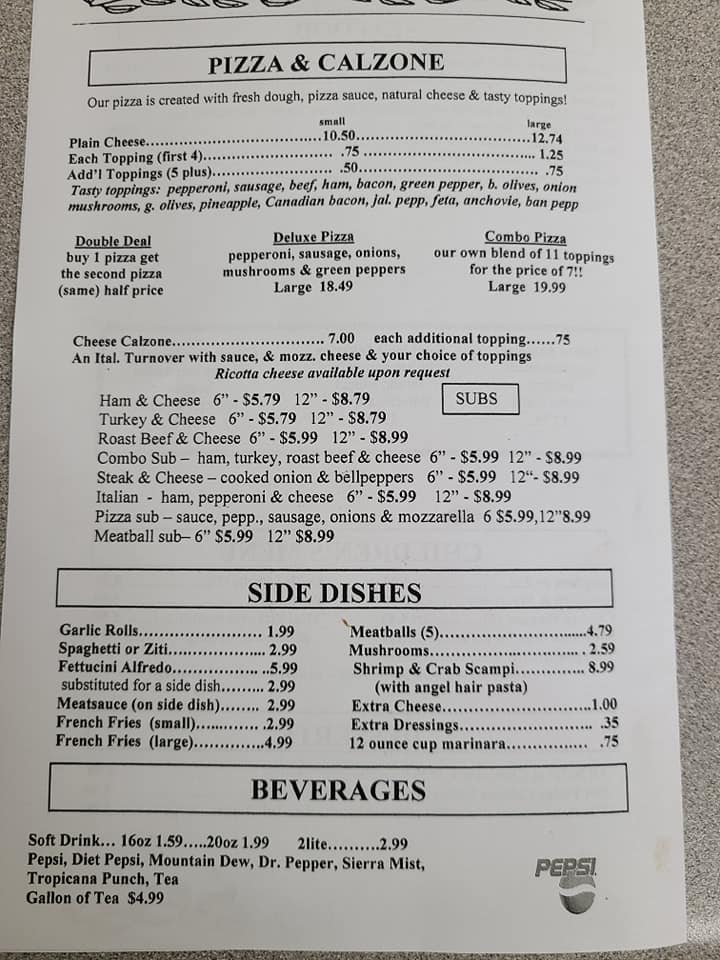 PIZZA & CALZONE
Our pizza is created with fresh dough, pizza sauce, natural cheese & tasty toppings!
small large
Plain Cheese..............................10.50..............................12.74
Each Topping (first 4)...................... .75 .............................. 1.25
Add'l Toppings (5 plus)..................... .50.............................. .75
Tasty toppings: pepperoni, sausage, beef, ham, bacon, green pepper, b. olives, onion
mushrooms, g. olives, pineapple, Canadian bacon, jal. pepp, feta, anchovie, ban pepp
Double Deal
buy 1 pizza get
the second pizza
(same) half price
Deluxe Pizza
pepperoni, sausage, onions,
mushrooms & green peppers
Large 18.49
Combo Pizza
our own blend of 11 toppings
for the price of 7!!
Large 19.99
Cheese Calzone................................ 7.00 each additional topping......75
An Ital. Turnover with sauce, & mozz. cheese & your choice of toppings
Ricotta cheese available upon request
SUBS
Ham & Cheese 6” - $5.79 12” - $8.79
Turkey & Cheese 6” - $5.79 12” - $8.79
Roast Beef & Cheese 6” - $5.99 12” - $8.99
Combo Sub – ham, turkey, roast beef & cheese 6” - $5.99 12” - $8.99
Steak & Cheese – cooked onion & bellpeppers 6” - $5.99 12“- $8.99
Italian - ham, pepperoni & cheese 6” - $5.99 12” - $8.99
Pizza sub – sauce, pepp., sausage, onions & mozzarella 6 $5.99,12”8.99
Meatball sub– 6” $5.99 12” $8.99
SIDE DISHES
Garlic Rolls....................... 1.99
Spaghetti or Ziti.................. 2.99
Fettucini Alfredo.................5.99
substituted for a side dish........ 2.99
Meatsauce (on side dish)....... 2.99
French Fries (small)............ .2.99
French Fries (large).............4.99
Meatballs (5)...............................4.79
Mushrooms............................ . 2.59
Shrimp & Crab Scampi............. 8.99
(with angel hair pasta)
Extra Cheese..............................1.00
Extra Dressings......................... .35
12 ounce cup marinara............... .75
BEVERAGES
Soft Drink... 16oz 1.59.....20oz 1.99 2lite..........2.99
Pepsi, Diet Pepsi, Mountain Dew, Dr. Pepper, Sierra Mist,
Tropicana Punch, Tea
Gallon of Tea $4.99
PEPSI